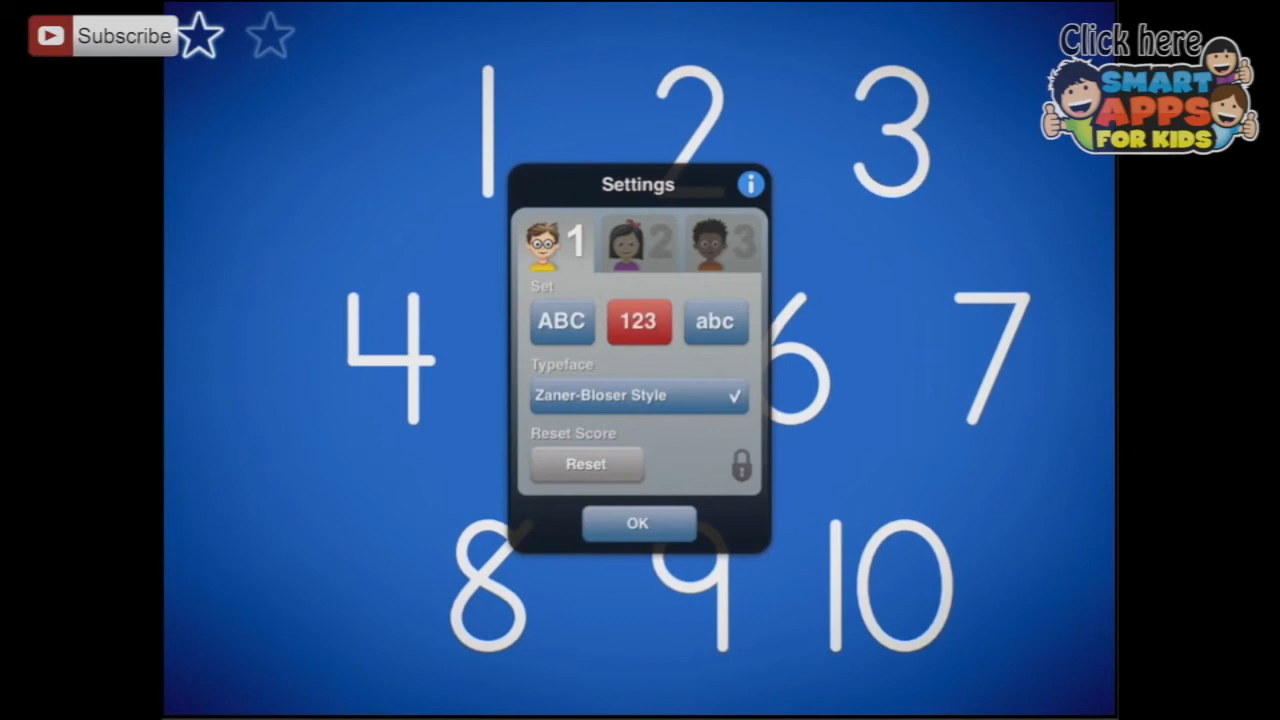 Subscribe
Click here
SMART
APPS
FOR KIDS
1 2 3
Settings i
1 2 3
Set
ABC 123 abc
4 6 7
Typeface
Zaner-Bloser Style ✓
Reset Score
Reset
OK
8 9 10